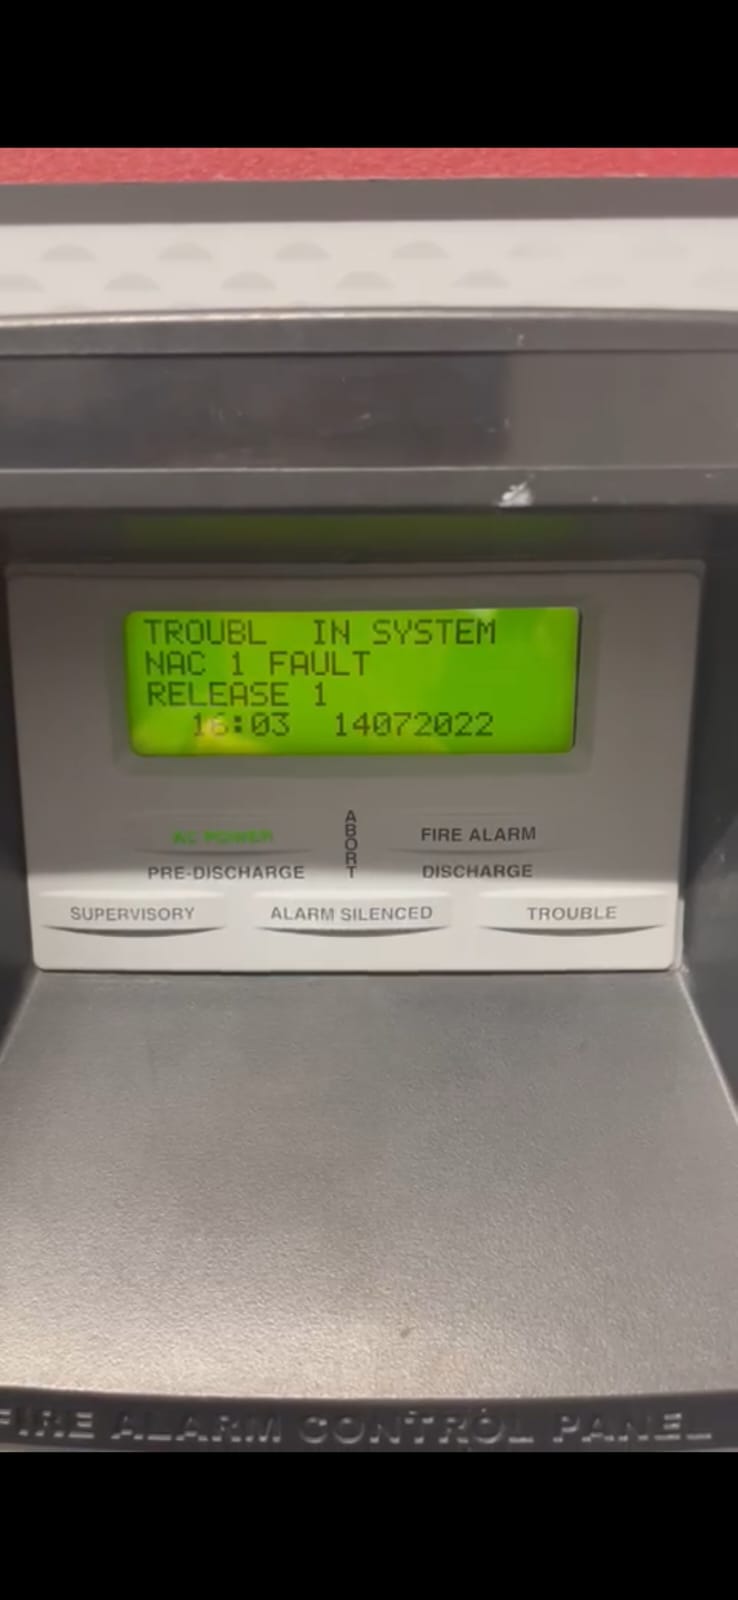 TROUBL IN SYSTEM
NAC 1 FAULT
RELEASE 1
16:03 14072022
AC POWER
ABORT
FIRE ALARM
PRE-DISCHARGE
DISCHARGE
SUPERVISORY
ALARM SILENCED
TROUBLE
FIRE ALARM CONTROL PANEL